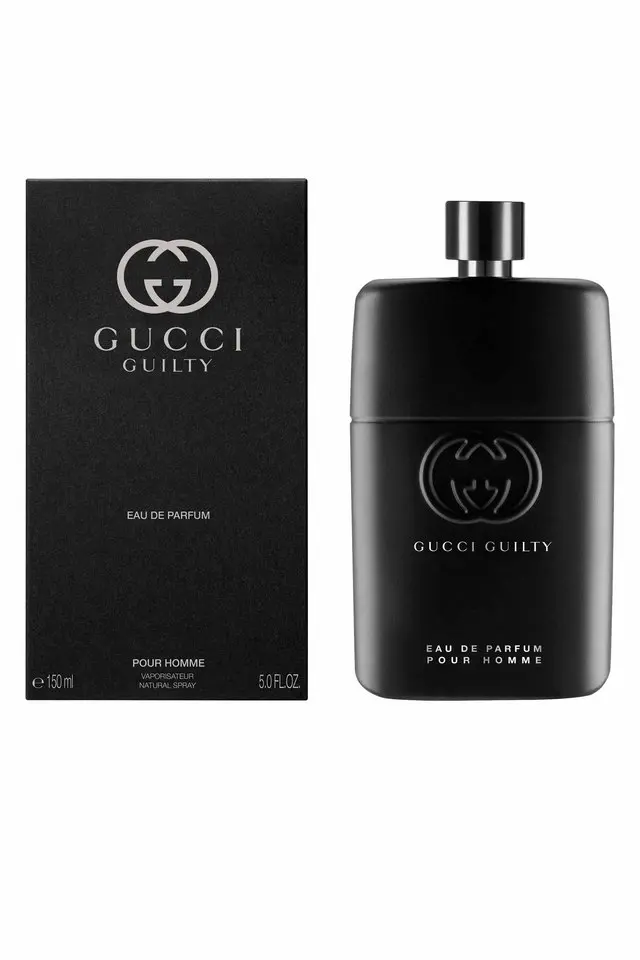 GUCCI
GUILTY
EAU DE PARFUM
POUR HOMME
VAPORISATEUR
NATURAL SPRAY
e 150 ml
5.0 FL.OZ.
GUCCI GUILTY
EAU DE PARFUM
POUR HOMME